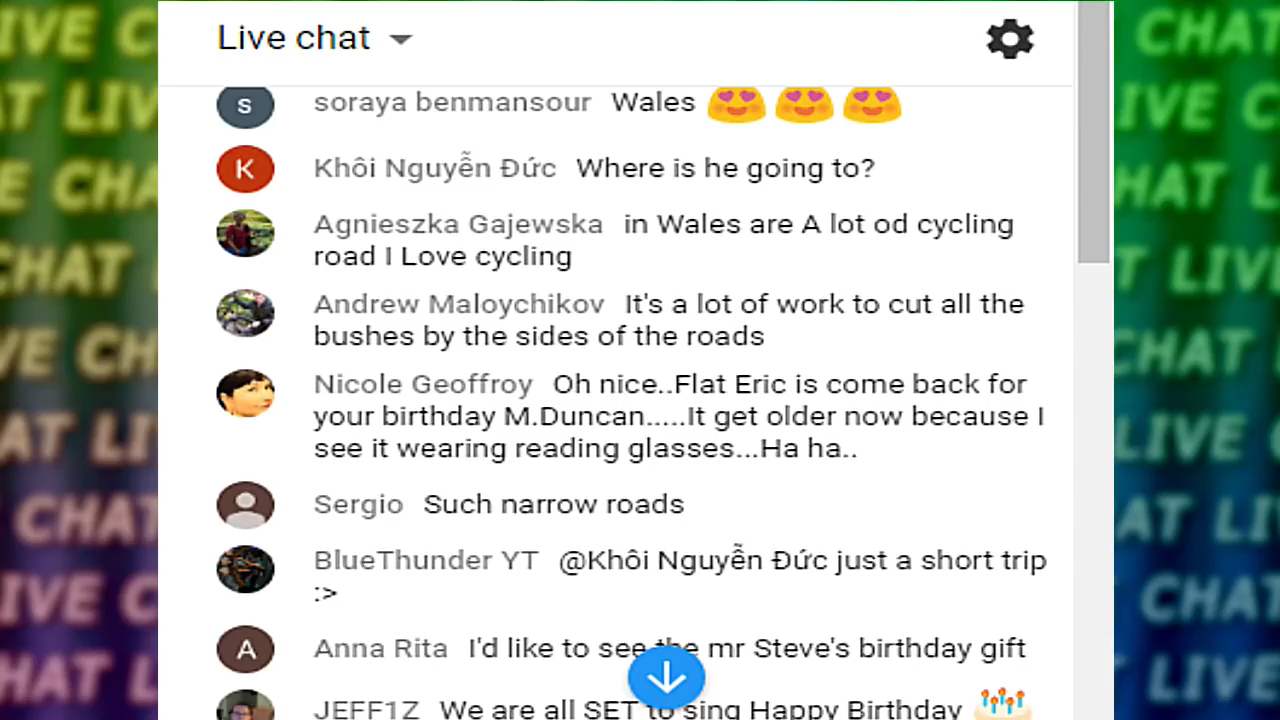 Live chat
S soraya benmansour Wales 😍 😍 😍
K Khôi Nguyễn Đức Where is he going to?
Agnieszka Gajewska in Wales are A lot od cycling
road I Love cycling
Andrew Maloychikov It's a lot of work to cut all the
bushes by the sides of the roads
Nicole Geoffroy Oh nice..Flat Eric is come back for
your birthday M.Duncan.....It get older now because I
see it wearing reading glasses...Ha ha..
Sergio Such narrow roads
BlueThunder YT @Khôi Nguyễn Đức just a short trip
:>
A Anna Rita I'd like to see the mr Steve's birthday gift
JEFF1Z We are all SET to sing Happy Birthday 🎂